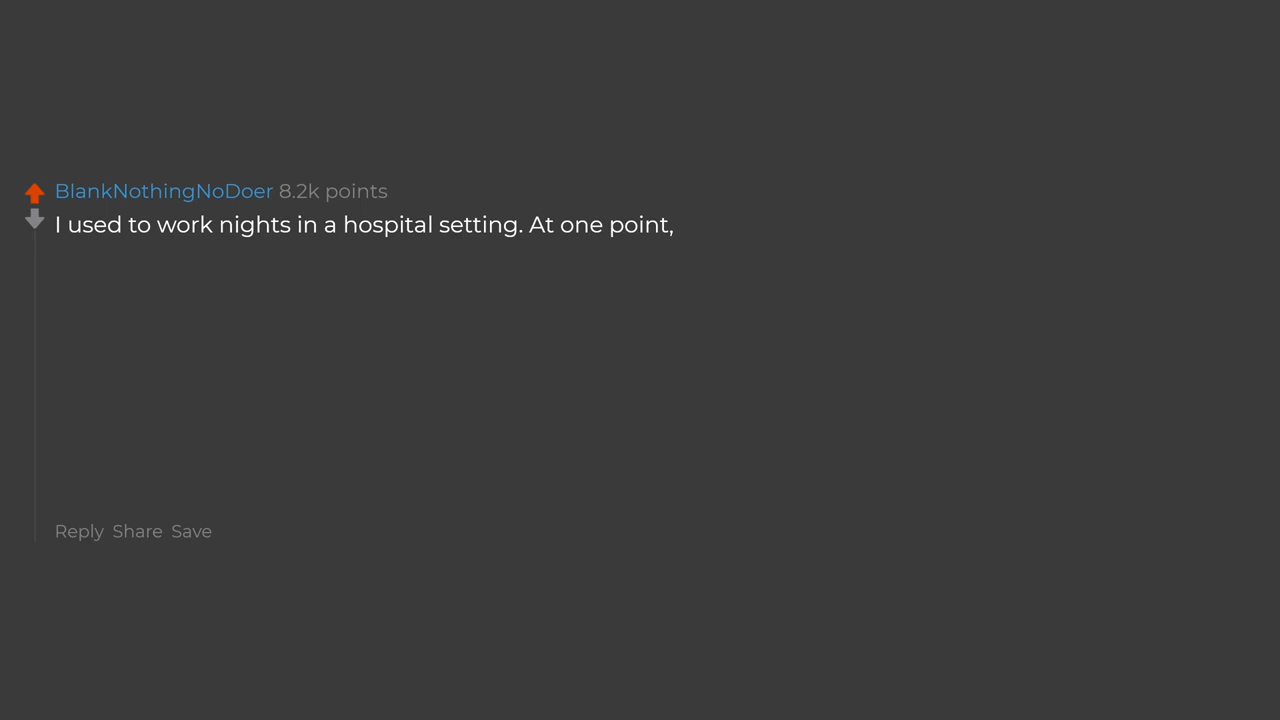 BlankNothingNoDoer 8.2k points
I used to work nights in a hospital setting. At one point,
Reply Share Save